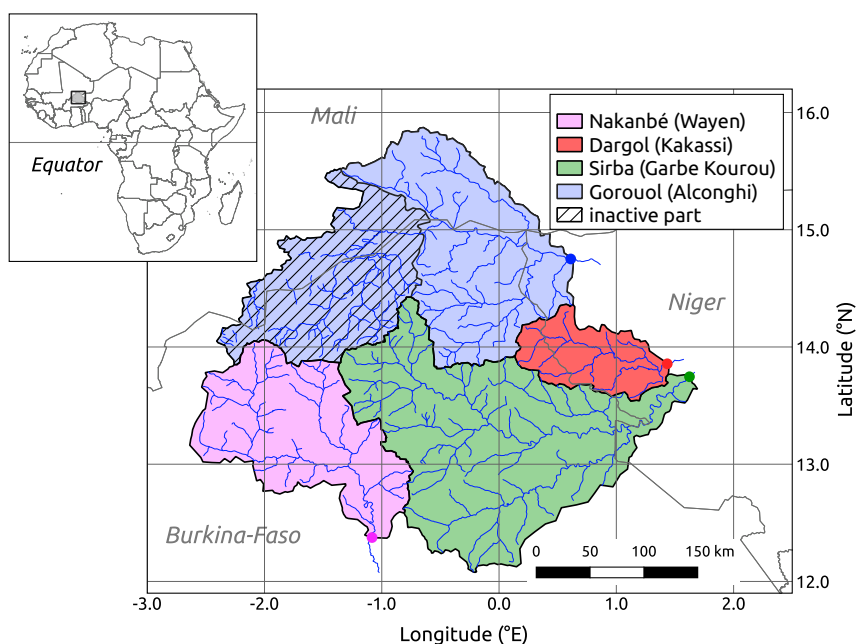 Equator
Mali
Niger
Burkina-Faso
Nakanbé (Wayen)
Dargol (Kakassi)
Sirba (Garbe Kourou)
Gorouol (Alconghi)
inactive part
16.0
15.0
14.0
13.0
12.0
Latitude (°N)
0 50 100 150 km
-3.0 -2.0 -1.0 0.0 1.0 2.0
Longitude (°E)